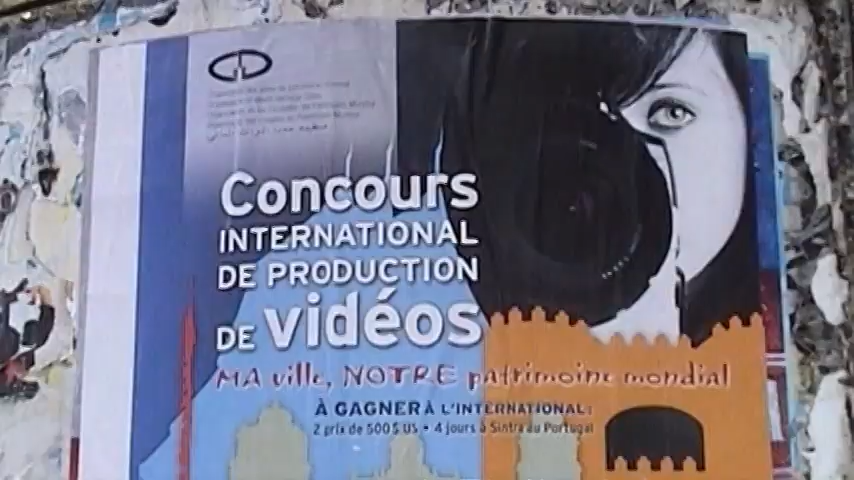 Concours
INTERNATIONAL
DE PRODUCTION
DE vidéos
MA ville, NOTRE patrimoine mondial
À GAGNER À L'INTERNATIONAL:
2 prix de 500 $ US • 4 jours à Sintra au Portugal